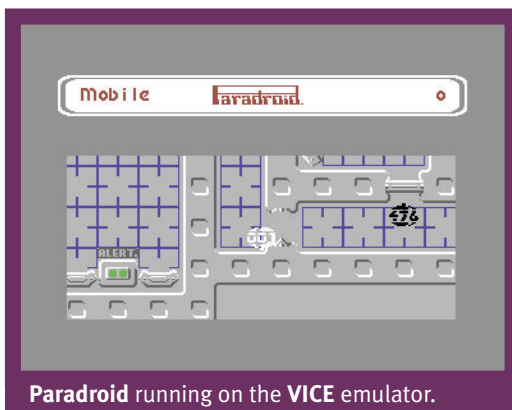 Mobile Paradroid. 0
ALERT.
476
001
Paradroid running on the VICE emulator.